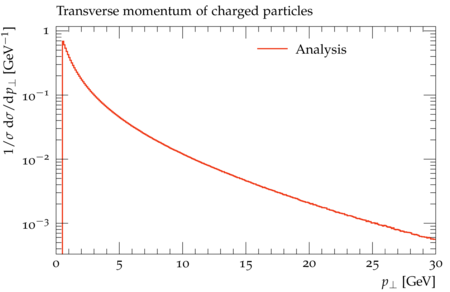 Transverse momentum of charged particles
1/σ dσ/dp⊥ [GeV⁻¹]
Analysis
1
10⁻¹
10⁻²
10⁻³
0 5 10 15 20 25 30
p⊥ [GeV]